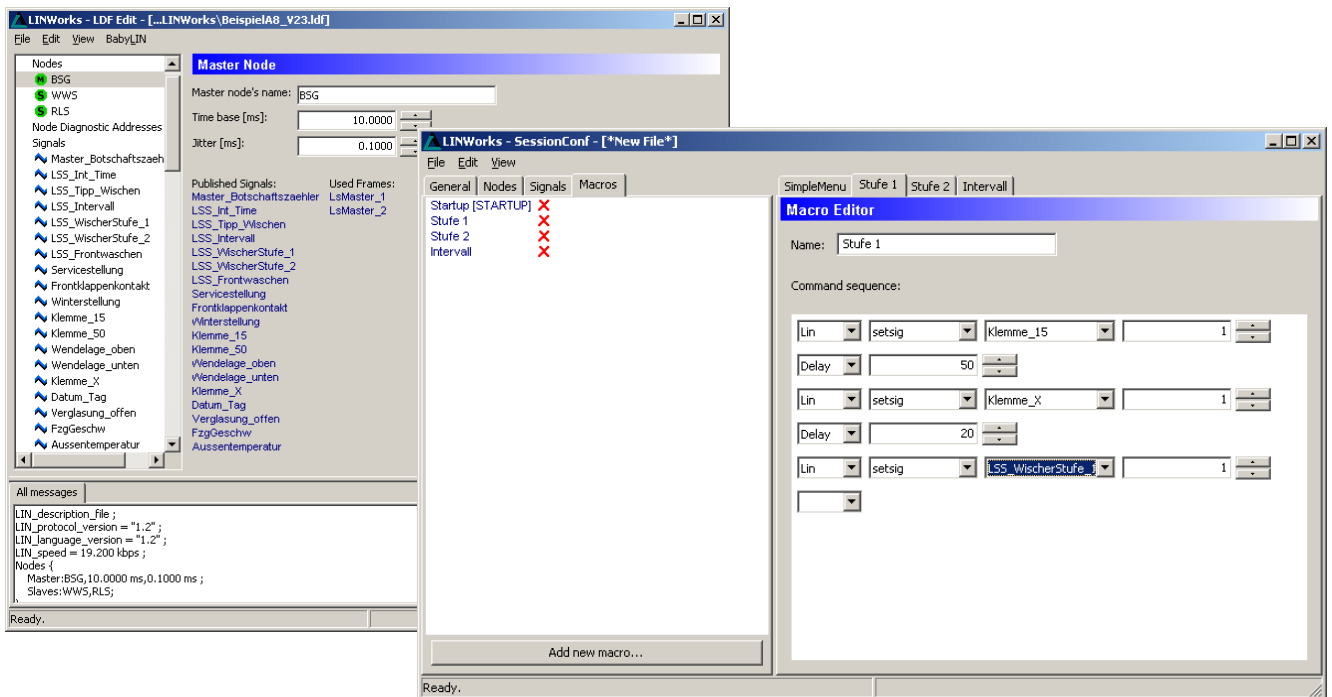 LINWorks - LDF Edit - [...LINWorks\BeispielA8_V23.ldf]
File Edit View BabyLIN
Nodes
M BSG
S WWS
S RLS
Node Diagnostic Addresses
Signals
Master_Botschaftszaeh
LSS_Int_Time
LSS_Tipp_Wischen
LSS_Intervall
LSS_WischerStufe_1
LSS_WischerStufe_2
LSS_Frontwaschen
Servicestellung
Frontklappenkontakt
Winterstellung
Klemme_15
Klemme_50
Wendelage_oben
Wendelage_unten
Klemme_X
Datum_Tag
Verglasung_offen
FzgGeschw
Aussentemperatur
Master Node
Master node's name: BSG
Time base [ms]: 10.0000
Jitter [ms]: 0.1000
Published Signals: Used Frames:
Master_Botschaftszaehler LsMaster_1
LSS_Int_Time LsMaster_2
LSS_Tipp_Wischen
LSS_Intervall
LSS_WischerStufe_1
LSS_WischerStufe_2
LSS_Frontwaschen
Servicestellung
Frontklappenkontakt
Winterstellung
Klemme_15
Klemme_50
Wendelage_oben
Wendelage_unten
Klemme_X
Datum_Tag
Verglasung_offen
FzgGeschw
Aussentemperatur
All messages
LIN_description_file ;
LIN_protocol_version = "1.2" ;
LIN_language_version = "1.2" ;
LIN_speed = 19.200 kbps ;
Nodes {
Master:BSG,10.0000 ms,0.1000 ms ;
Slaves:WWS,RLS;
Ready.
LINWorks - SessionConf - [*New File*]
File Edit View
General Nodes Signals Macros
Startup [STARTUP]
Stufe 1
Stufe 2
Intervall
Add new macro...
SimpleMenu Stufe 1 Stufe 2 Intervall
Macro Editor
Name: Stufe 1
Command sequence:
Lin setsig Klemme_15 1
Delay 50
Lin setsig Klemme_X 1
Delay 20
Lin setsig LSS_WischerStufe_1 1
Ready.